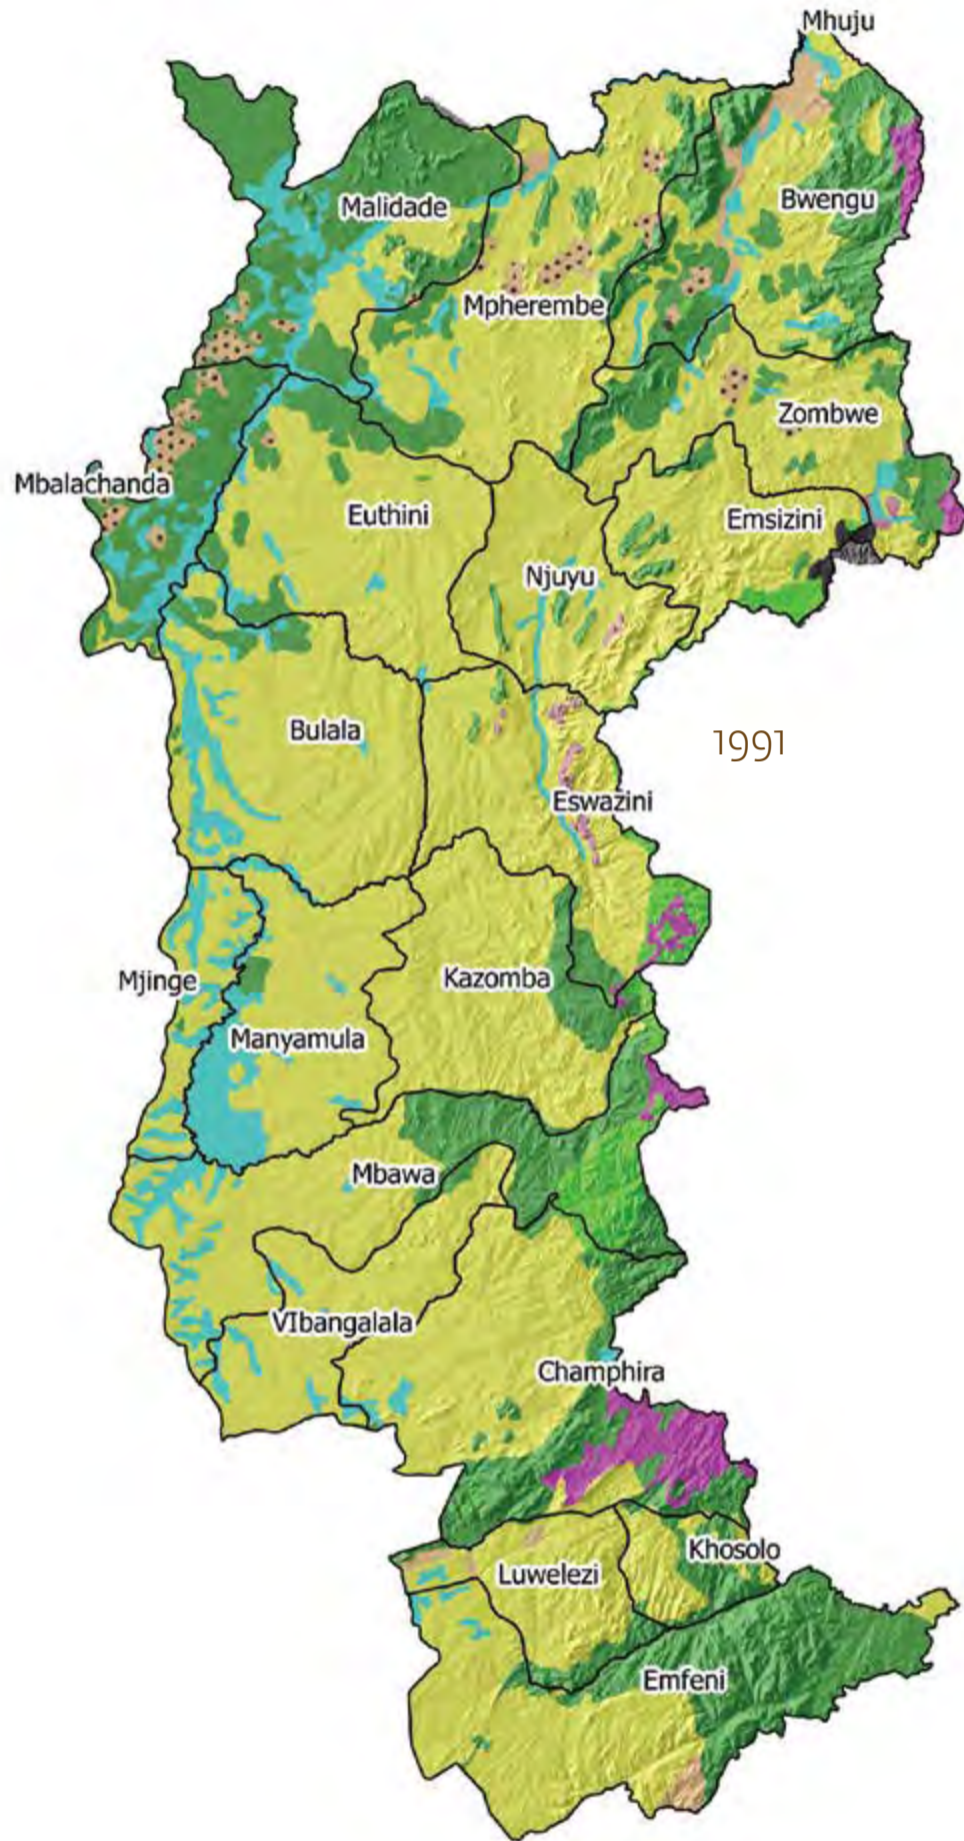 Mhuju
Malidade
Bwengu
Mpherembe
Zombwe
Mbalachanda
Euthini
Emsizini
Njuyu
Bulala
1991
Eswazini
Mjinge
Kazomba
Manyamula
Mbawa
VIbangalala
Champhira
Khosolo
Luwelezi
Emfeni